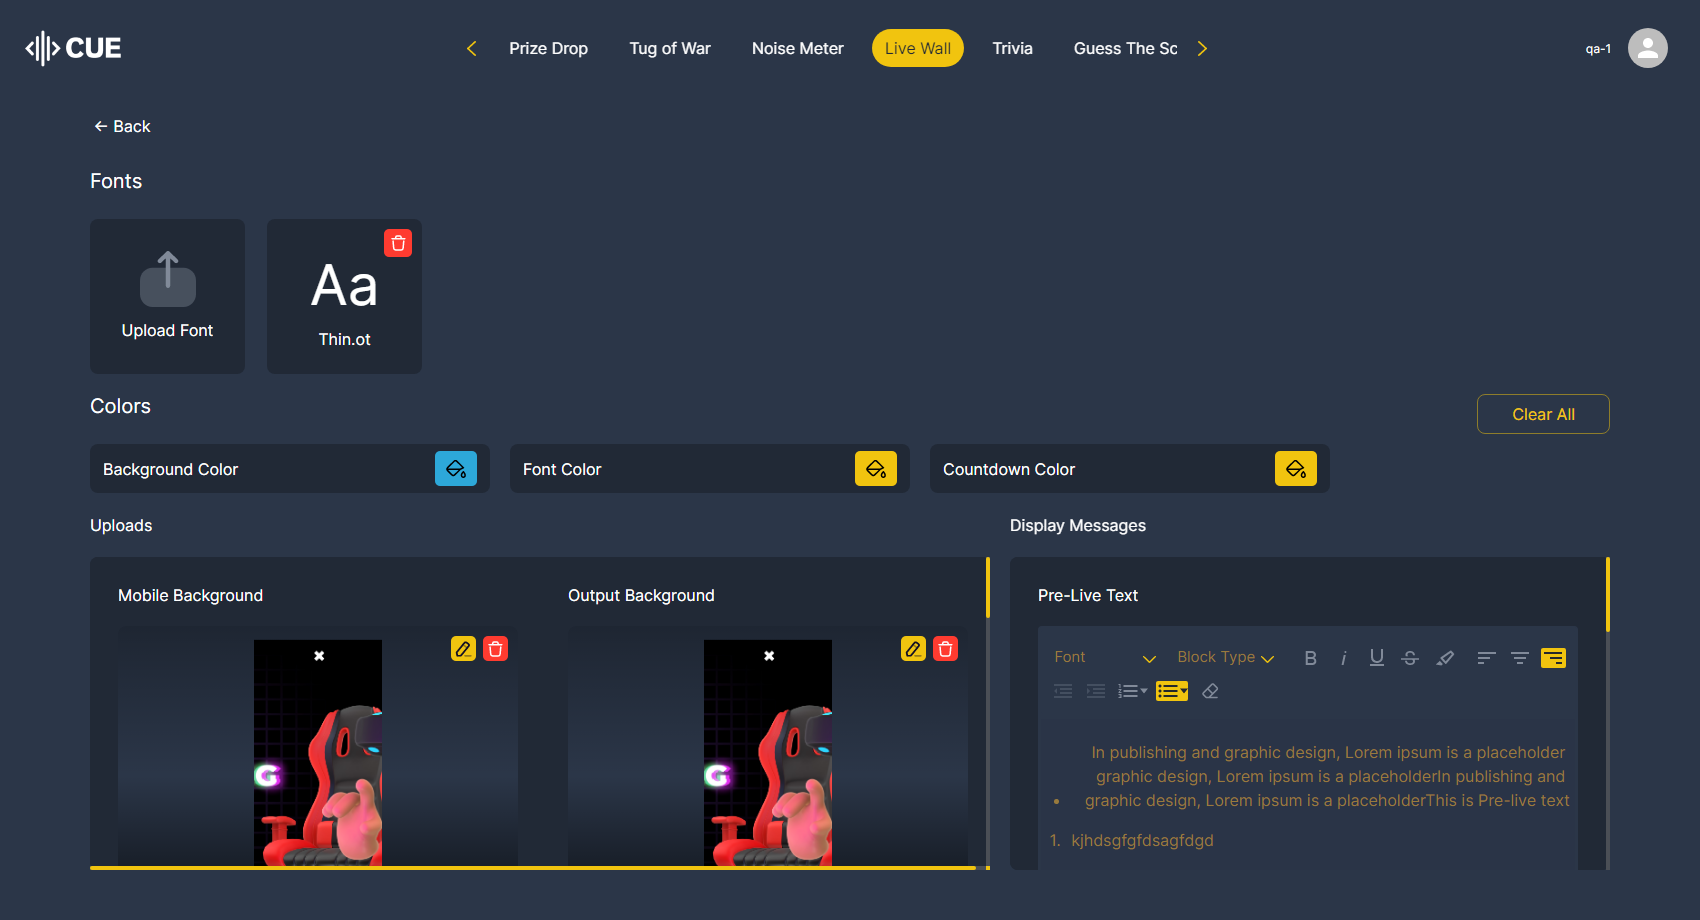 CUE
Prize Drop
Tug of War
Noise Meter
Live Wall
Trivia
Guess The Sc
qa-1
Back
Fonts
Upload Font
Aa
Thin.ot
Colors
Clear All
Background Color
Font Color
Countdown Color
Uploads
Display Messages
Mobile Background
Output Background
G
G
Pre-Live Text
Font
Block Type
B
i
U
S
In publishing and graphic design, Lorem ipsum is a placeholder
graphic design, Lorem ipsum is a placeholderIn publishing and
• graphic design, Lorem ipsum is a placeholderThis is Pre-live text
1. kjhdsgfgfdsagfdgd